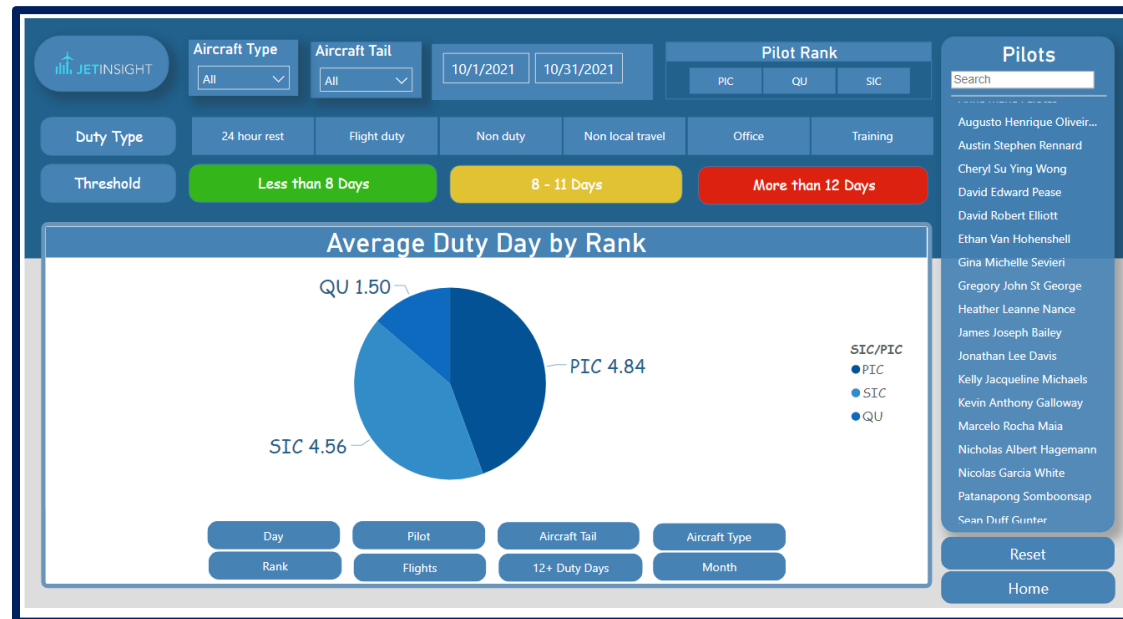 JETINSIGHT
Aircraft Type
All
Aircraft Tail
All
10/1/2021
10/31/2021
Pilot Rank
PIC
QU
SIC
Duty Type
24 hour rest
Flight duty
Non duty
Non local travel
Office
Training
Threshold
Less than 8 Days
8 - 11 Days
More than 12 Days
Average Duty Day by Rank
QU 1.50
PIC 4.84
SIC 4.56
SIC/PIC
PIC
SIC
QU
Day
Pilot
Aircraft Tail
Aircraft Type
Rank
Flights
12+ Duty Days
Month
Pilots
Search
Augusto Henrique Oliveir...
Austin Stephen Rennard
Cheryl Su Ying Wong
David Edward Pease
David Robert Elliott
Ethan Van Hohenshell
Gina Michelle Sevieri
Gregory John St George
Heather Leanne Nance
James Joseph Bailey
Jonathan Lee Davis
Kelly Jacqueline Michaels
Kevin Anthony Galloway
Marcelo Rocha Maia
Nicholas Albert Hagemann
Nicolas Garcia White
Patanapong Somboonsap
Sean Duff Gunter
Reset
Home